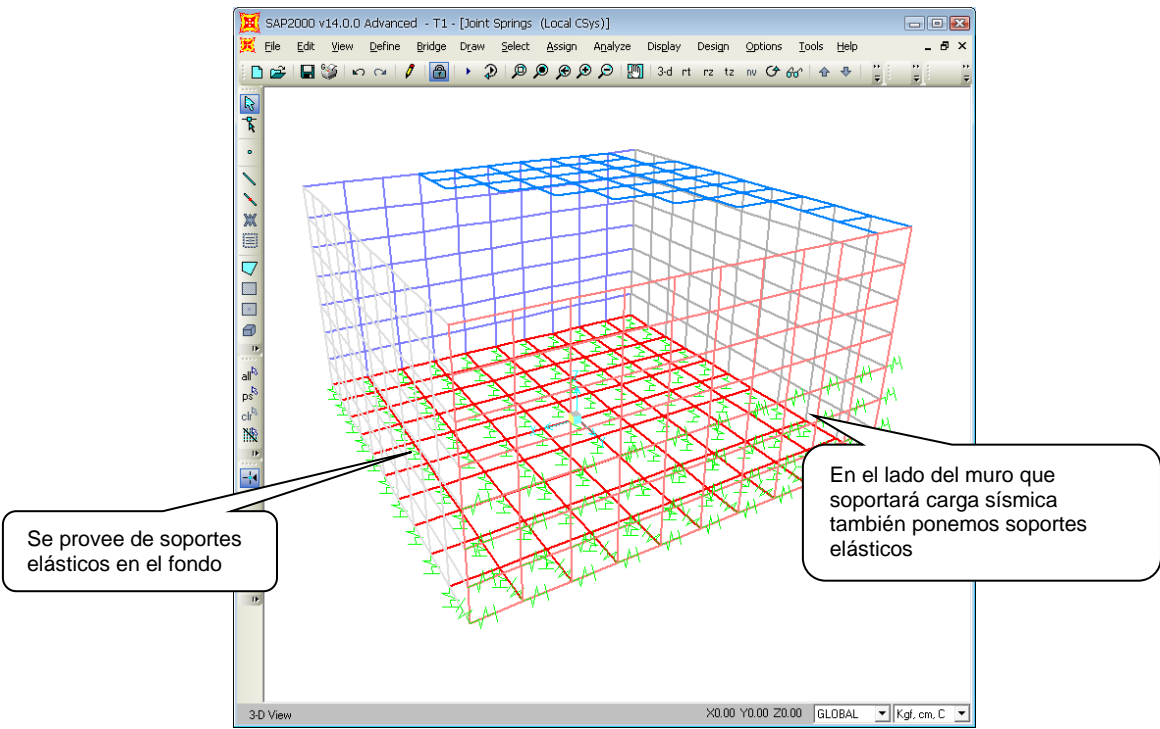 SAP2000 v14.0.0 Advanced - T1 - [Joint Springs (Local CSys)]
File Edit View Define Bridge Draw Select Assign Analyze Display Design Options Tools Help
3-d rt rz tz nv
all
ps
clr
En el lado del muro que
soportará carga sísmica
también ponemos soportes
elásticos
Se provee de soportes
elásticos en el fondo
3-D View X0.00 Y0.00 Z0.00 GLOBAL Kgf, cm, C